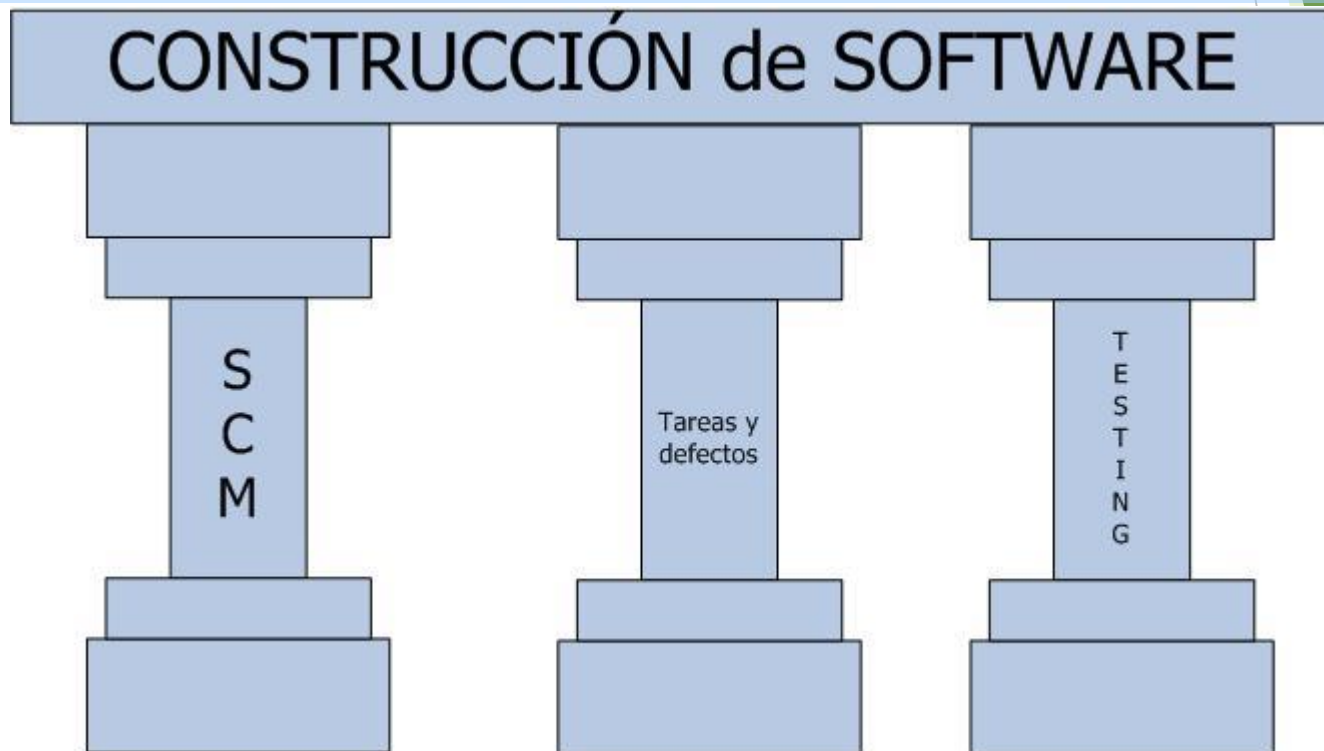 CONSTRUCCIÓN de SOFTWARE
S
C
M
Tareas y
defectos
T
E
S
T
I
N
G